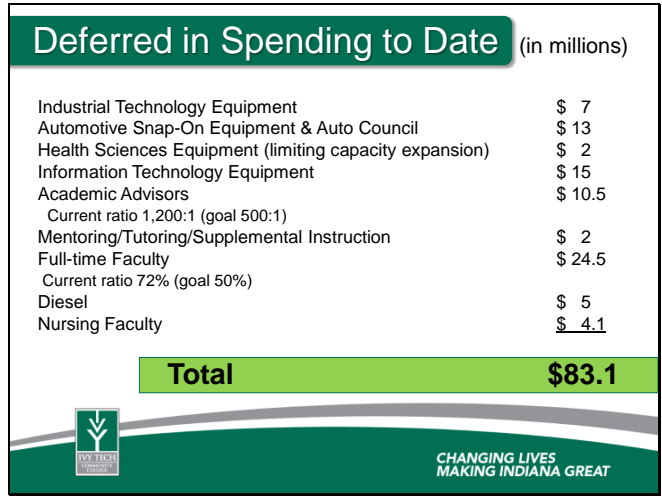 Deferred in Spending to Date (in millions)
Industrial Technology Equipment $ 7
Automotive Snap-On Equipment & Auto Council $ 13
Health Sciences Equipment (limiting capacity expansion) $ 2
Information Technology Equipment $ 15
Academic Advisors $ 10.5
Current ratio 1,200:1 (goal 500:1)
Mentoring/Tutoring/Supplemental Instruction $ 2
Full-time Faculty $ 24.5
Current ratio 72% (goal 50%)
Diesel $ 5
Nursing Faculty $ 4.1
Total $83.1
IVY TECH
COMMUNITY
COLLEGE
CHANGING LIVES
MAKING INDIANA GREAT